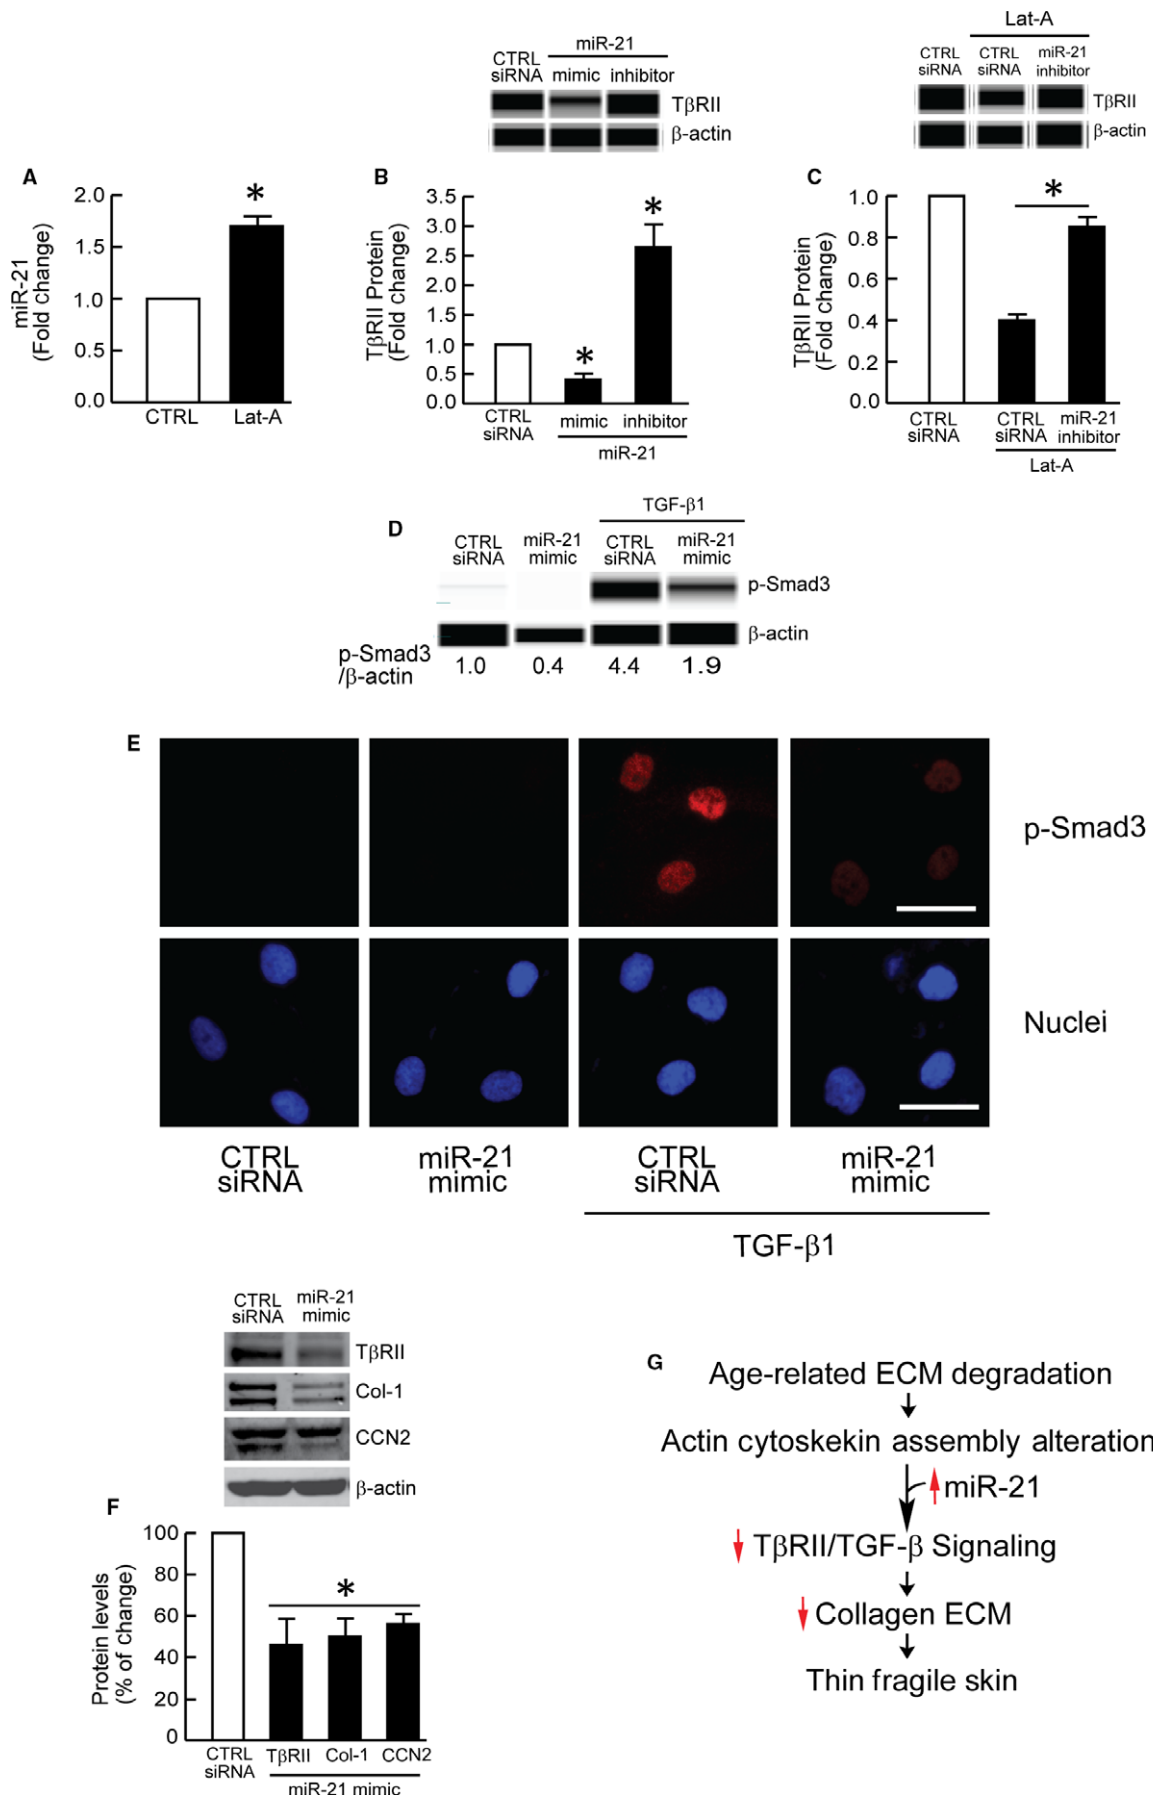 miR-21
CTRL
siRNA
mimic
inhibitor
TβRII
β-actin
Lat-A
CTRL
siRNA
CTRL
siRNA
miR-21
inhibitor
TβRII
β-actin
A
miR-21
(Fold change)
2.0
1.5
1.0
0.5
0.0
*
CTRL
Lat-A
B
TβRII Protein
(Fold change)
3.5
3.0
2.5
2.0
1.5
1.0
0.5
0.0
*
*
CTRL
siRNA
mimic
inhibitor
miR-21
C
TβRII Protein
(Fold change)
1.0
0.8
0.6
0.4
0.2
0.0
*
CTRL
siRNA
CTRL
siRNA
miR-21
inhibitor
Lat-A
D
TGF-β1
CTRL
siRNA
miR-21
mimic
CTRL
siRNA
miR-21
mimic
p-Smad3
β-actin
p-Smad3
/β-actin
1.0 0.4 4.4 1.9
E
p-Smad3
Nuclei
CTRL
siRNA
miR-21
mimic
CTRL
siRNA
miR-21
mimic
TGF-β1
CTRL
siRNA
miR-21
mimic
TβRII
Col-1
CCN2
β-actin
F
Protein levels
(% of change)
100
80
60
40
20
0
*
CTRL
siRNA
TβRII
Col-1
CCN2
miR-21 mimic
G
Age-related ECM degradation
Actin cytoskekin assembly alteration
miR-21
TβRII/TGF-β Signaling
Collagen ECM
Thin fragile skin